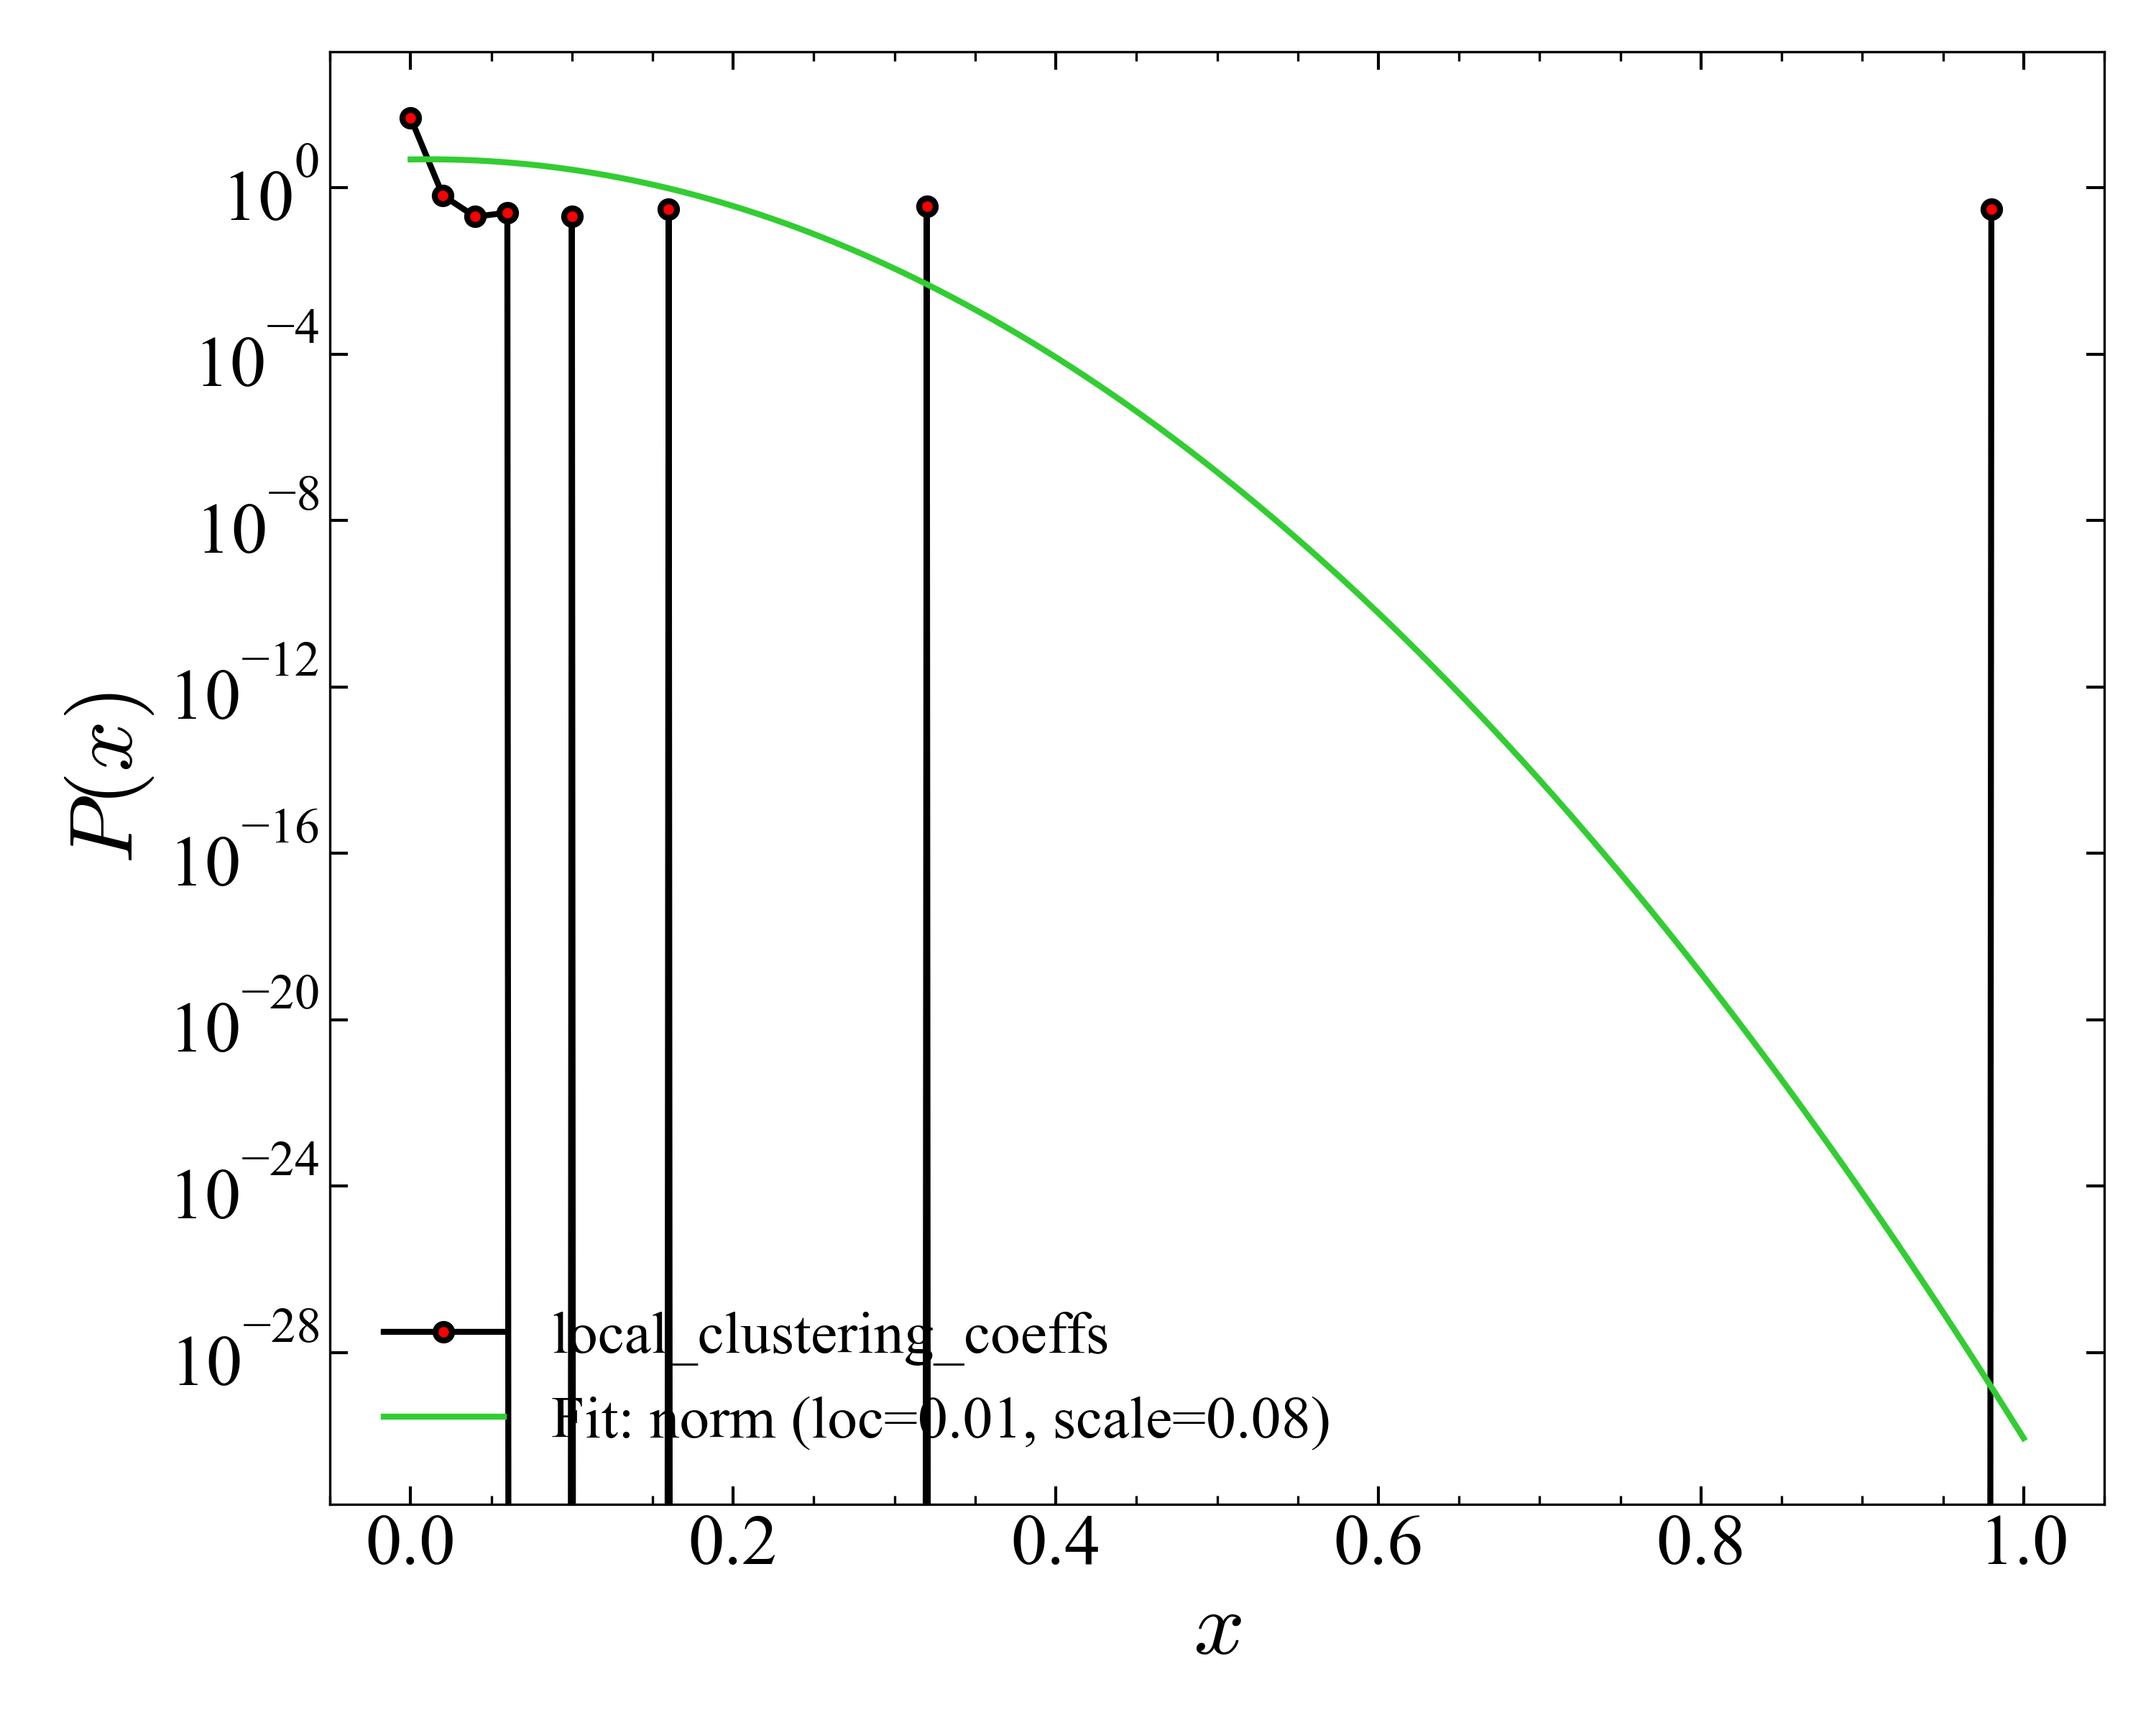 P(x)
10^0
10^−4
10^−8
10^−12
10^−16
10^−20
10^−24
10^−28
local_clustering_coeffs
Fit: norm (loc=0.01, scale=0.08)
0.0 0.2 0.4 0.6 0.8 1.0
x